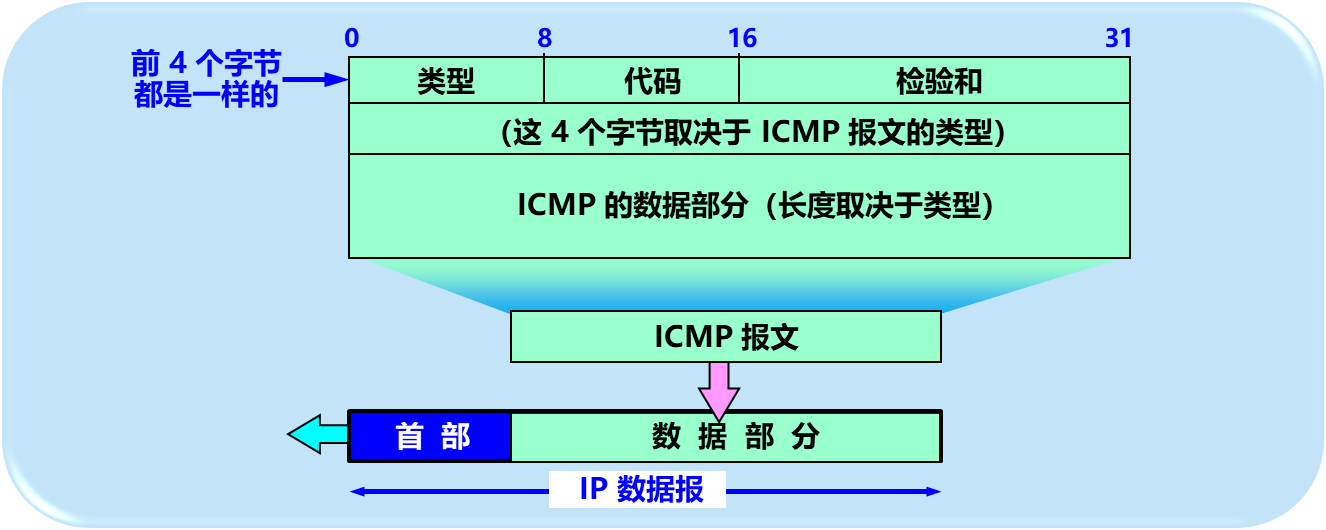 0 8 16 31
前 4 个字节
都是一样的
类型 代码 检验和
（这 4 个字节取决于 ICMP 报文的类型）
ICMP 的数据部分（长度取决于类型）
ICMP 报文
首 部 数 据 部 分
IP 数据报